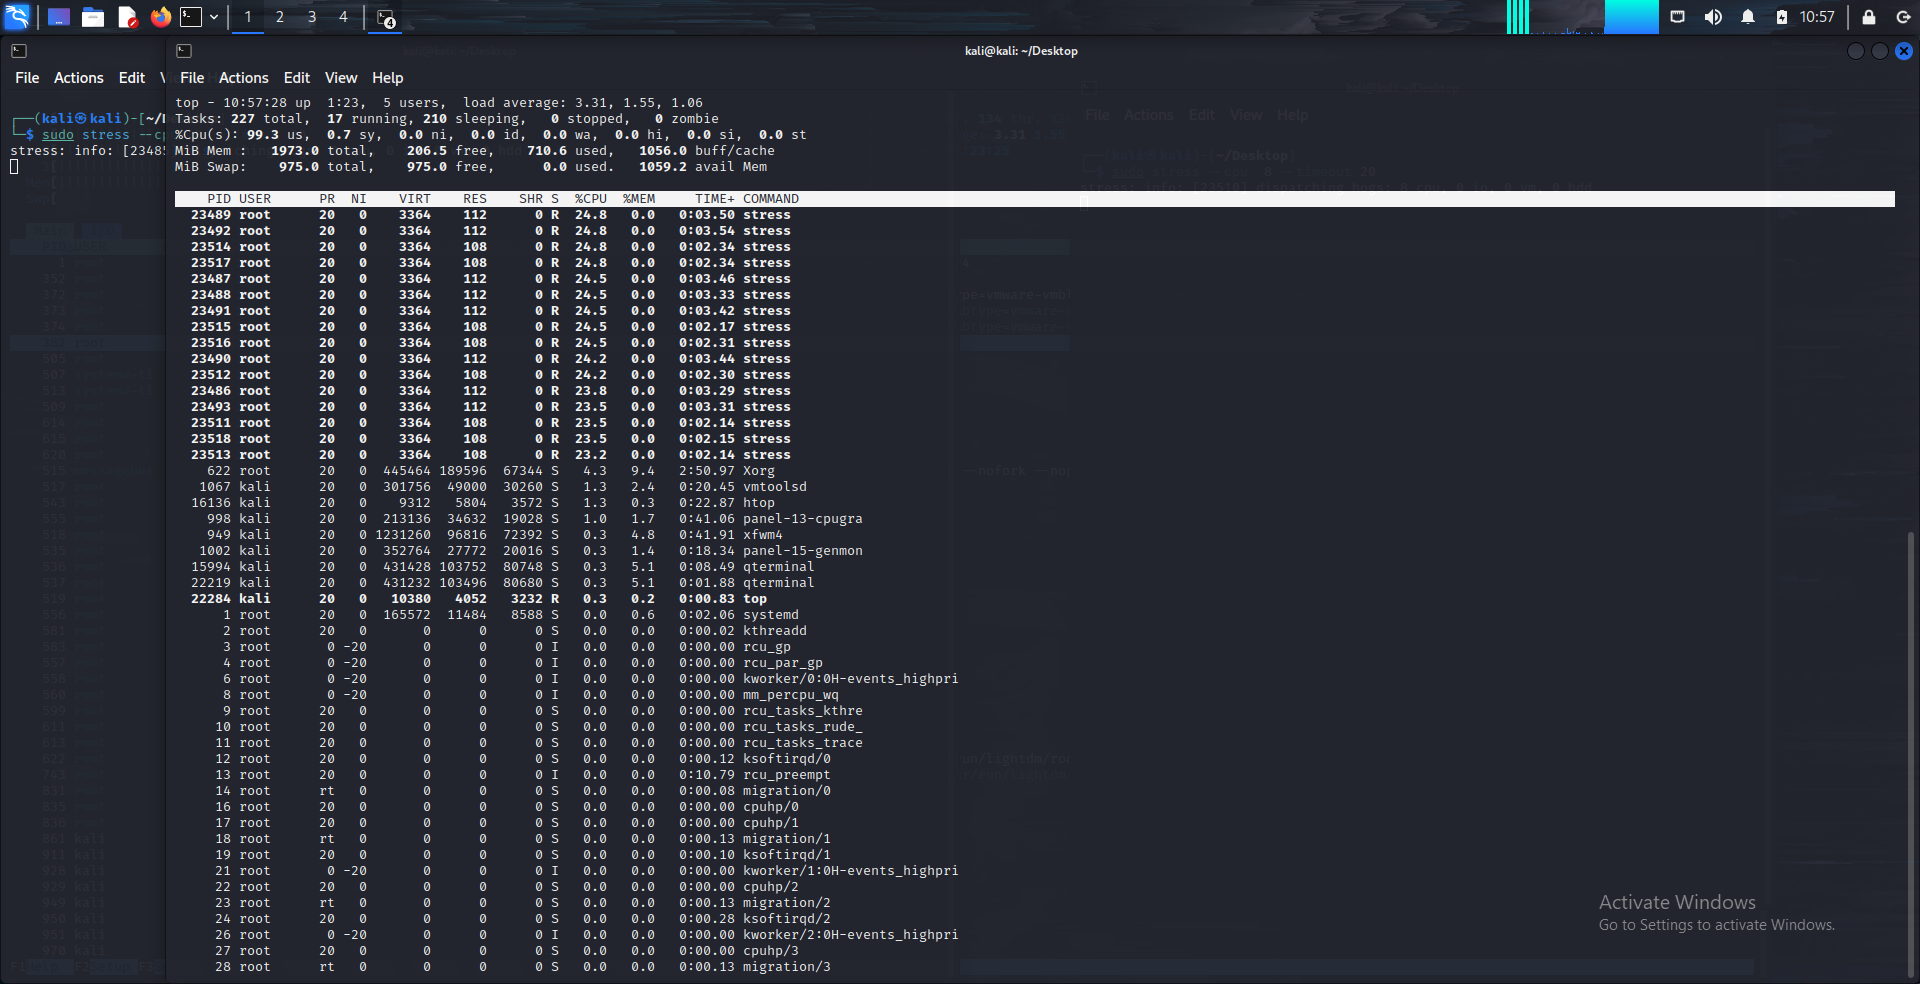 1 2 3 4 4 10:57
kali@kali: ~/Desktop
File Actions Edit V
File Actions Edit View Help
(kali㉿kali)-[~/D
$ sudo stress --cp
stress: info: [2348
top - 10:57:28 up  1:23,  5 users,  load average: 3.31, 1.55, 1.06
Tasks: 227 total,  17 running, 210 sleeping,   0 stopped,   0 zombie
%Cpu(s): 99.3 us,  0.7 sy,  0.0 ni,  0.0 id,  0.0 wa,  0.0 hi,  0.0 si,  0.0 st
MiB Mem :   1973.0 total,    206.5 free,    710.6 used,   1056.0 buff/cache
MiB Swap:    975.0 total,    975.0 free,      0.0 used.   1059.2 avail Mem
PID USER      PR  NI    VIRT    RES    SHR S  %CPU  %MEM     TIME+ COMMAND
23489 root      20   0    3364    112      0 R  24.8   0.0   0:03.50 stress
23492 root      20   0    3364    112      0 R  24.8   0.0   0:03.54 stress
23514 root      20   0    3364    108      0 R  24.8   0.0   0:02.34 stress
23517 root      20   0    3364    108      0 R  24.8   0.0   0:02.34 stress
23487 root      20   0    3364    112      0 R  24.5   0.0   0:03.46 stress
23488 root      20   0    3364    112      0 R  24.5   0.0   0:03.33 stress
23491 root      20   0    3364    112      0 R  24.5   0.0   0:03.42 stress
23515 root      20   0    3364    108      0 R  24.5   0.0   0:02.17 stress
23516 root      20   0    3364    108      0 R  24.5   0.0   0:02.31 stress
23490 root      20   0    3364    112      0 R  24.2   0.0   0:03.44 stress
23512 root      20   0    3364    108      0 R  24.2   0.0   0:02.30 stress
23486 root      20   0    3364    112      0 R  23.8   0.0   0:03.29 stress
23493 root      20   0    3364    112      0 R  23.5   0.0   0:03.31 stress
23511 root      20   0    3364    108      0 R  23.5   0.0   0:02.14 stress
23518 root      20   0    3364    108      0 R  23.5   0.0   0:02.15 stress
23513 root      20   0    3364    108      0 R  23.2   0.0   0:02.14 stress
622 root      20   0  445464 189596  67344 S   4.3   9.4   2:50.97 Xorg
1067 kali      20   0  301756  49000  30260 S   1.3   2.4   0:20.45 vmtoolsd
16136 kali      20   0    9312   5804   3572 S   1.3   0.3   0:22.87 htop
998 kali      20   0  213136  34632  19028 S   1.0   1.7   0:41.06 panel-13-cpugra
949 kali      20   0 1231260  96816  72392 S   0.3   4.8   0:41.91 xfwm4
1002 kali      20   0  352764  27772  20016 S   0.3   1.4   0:18.34 panel-15-genmon
15994 kali      20   0  431428 103752  80748 S   0.3   5.1   0:08.49 qterminal
22219 kali      20   0  431232 103496  80680 S   0.3   5.1   0:01.88 qterminal
22284 kali      20   0   10380   4052   3232 R   0.3   0.2   0:00.83 top
1 root      20   0  165572  11484   8588 S   0.0   0.6   0:02.06 systemd
2 root      20   0       0      0      0 S   0.0   0.0   0:00.02 kthreadd
3 root       0 -20       0      0      0 I   0.0   0.0   0:00.00 rcu_gp
4 root       0 -20       0      0      0 I   0.0   0.0   0:00.00 rcu_par_gp
6 root       0 -20       0      0      0 I   0.0   0.0   0:00.00 kworker/0:0H-events_highpri
8 root       0 -20       0      0      0 I   0.0   0.0   0:00.00 mm_percpu_wq
9 root      20   0       0      0      0 S   0.0   0.0   0:00.00 rcu_tasks_kthre
10 root      20   0       0      0      0 S   0.0   0.0   0:00.00 rcu_tasks_rude_
11 root      20   0       0      0      0 S   0.0   0.0   0:00.00 rcu_tasks_trace
12 root      20   0       0      0      0 S   0.0   0.0   0:00.12 ksoftirqd/0
13 root      20   0       0      0      0 I   0.0   0.0   0:10.79 rcu_preempt
14 root      rt   0       0      0      0 S   0.0   0.0   0:00.08 migration/0
16 root      20   0       0      0      0 S   0.0   0.0   0:00.00 cpuhp/0
17 root      20   0       0      0      0 S   0.0   0.0   0:00.00 cpuhp/1
18 root      rt   0       0      0      0 S   0.0   0.0   0:00.13 migration/1
19 root      20   0       0      0      0 S   0.0   0.0   0:00.10 ksoftirqd/1
21 root       0 -20       0      0      0 I   0.0   0.0   0:00.00 kworker/1:0H-events_highpri
22 root      20   0       0      0      0 S   0.0   0.0   0:00.00 cpuhp/2
23 root      rt   0       0      0      0 S   0.0   0.0   0:00.13 migration/2
24 root      20   0       0      0      0 S   0.0   0.0   0:00.28 ksoftirqd/2
26 root       0 -20       0      0      0 I   0.0   0.0   0:00.00 kworker/2:0H-events_highpri
27 root      20   0       0      0      0 S   0.0   0.0   0:00.00 cpuhp/3
28 root      rt   0       0      0      0 S   0.0   0.0   0:00.13 migration/3
Activate Windows
Go to Settings to activate Windows.